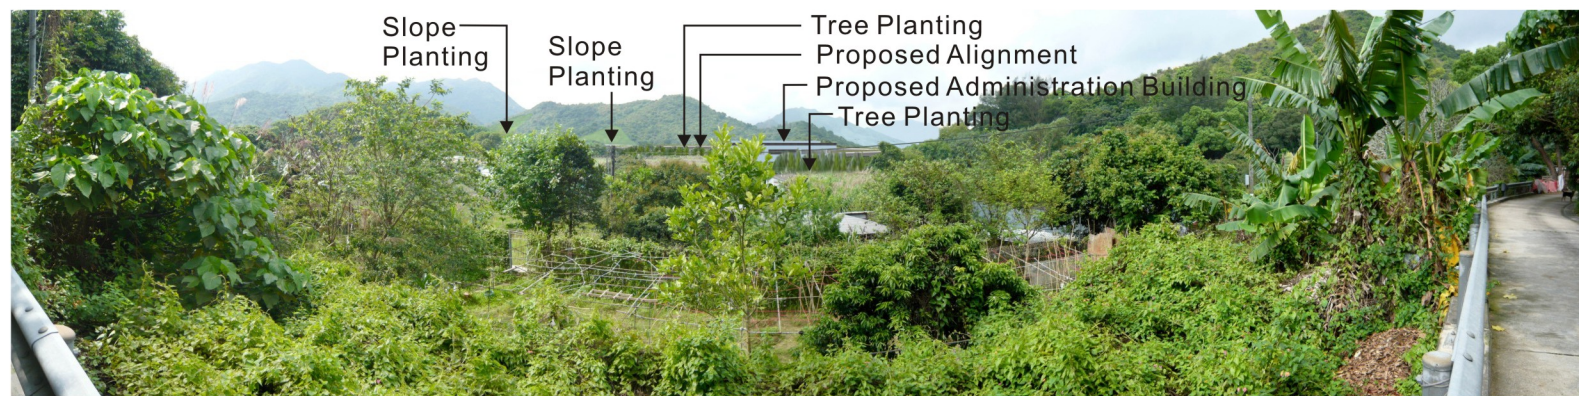 Slope
Planting
Slope
Planting
Tree Planting
Proposed Alignment
Proposed Administration Building
Tree Planting